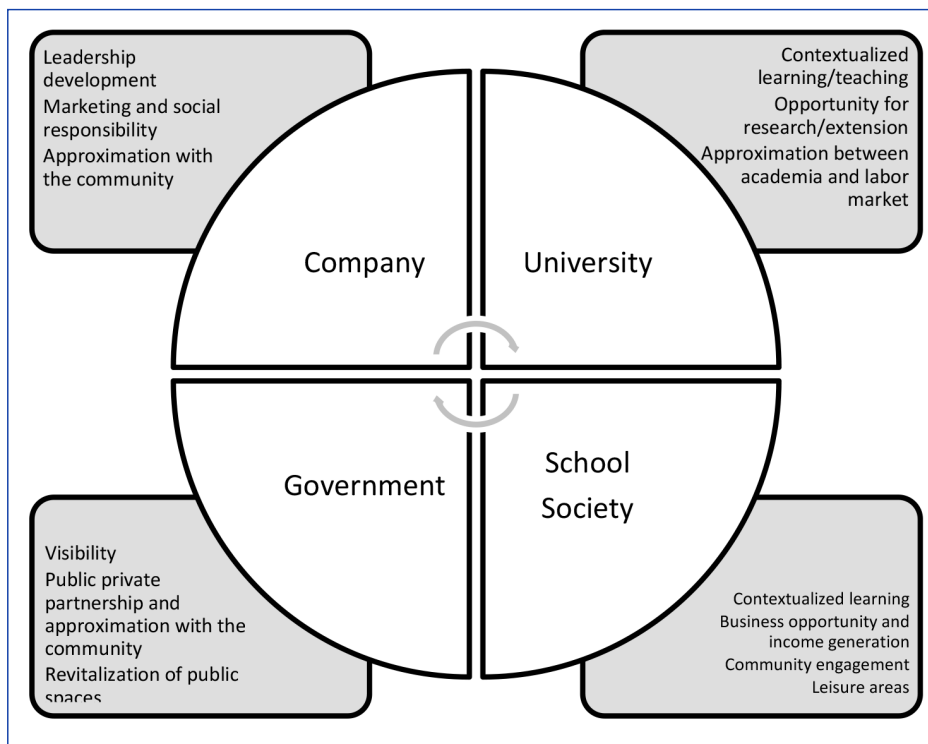 Leadership
development
Marketing and social
responsibility
Approximation with
the community
Contextualized
learning/teaching
Opportunity for
research/extension
Approximation between
academia and labor
market
Company
University
Government
School
Society
Visibility
Public private
partnership and
approximation with the
community
Revitalization of public
spaces
Contextualized learning
Business opportunity and
income generation
Community engagement
Leisure areas